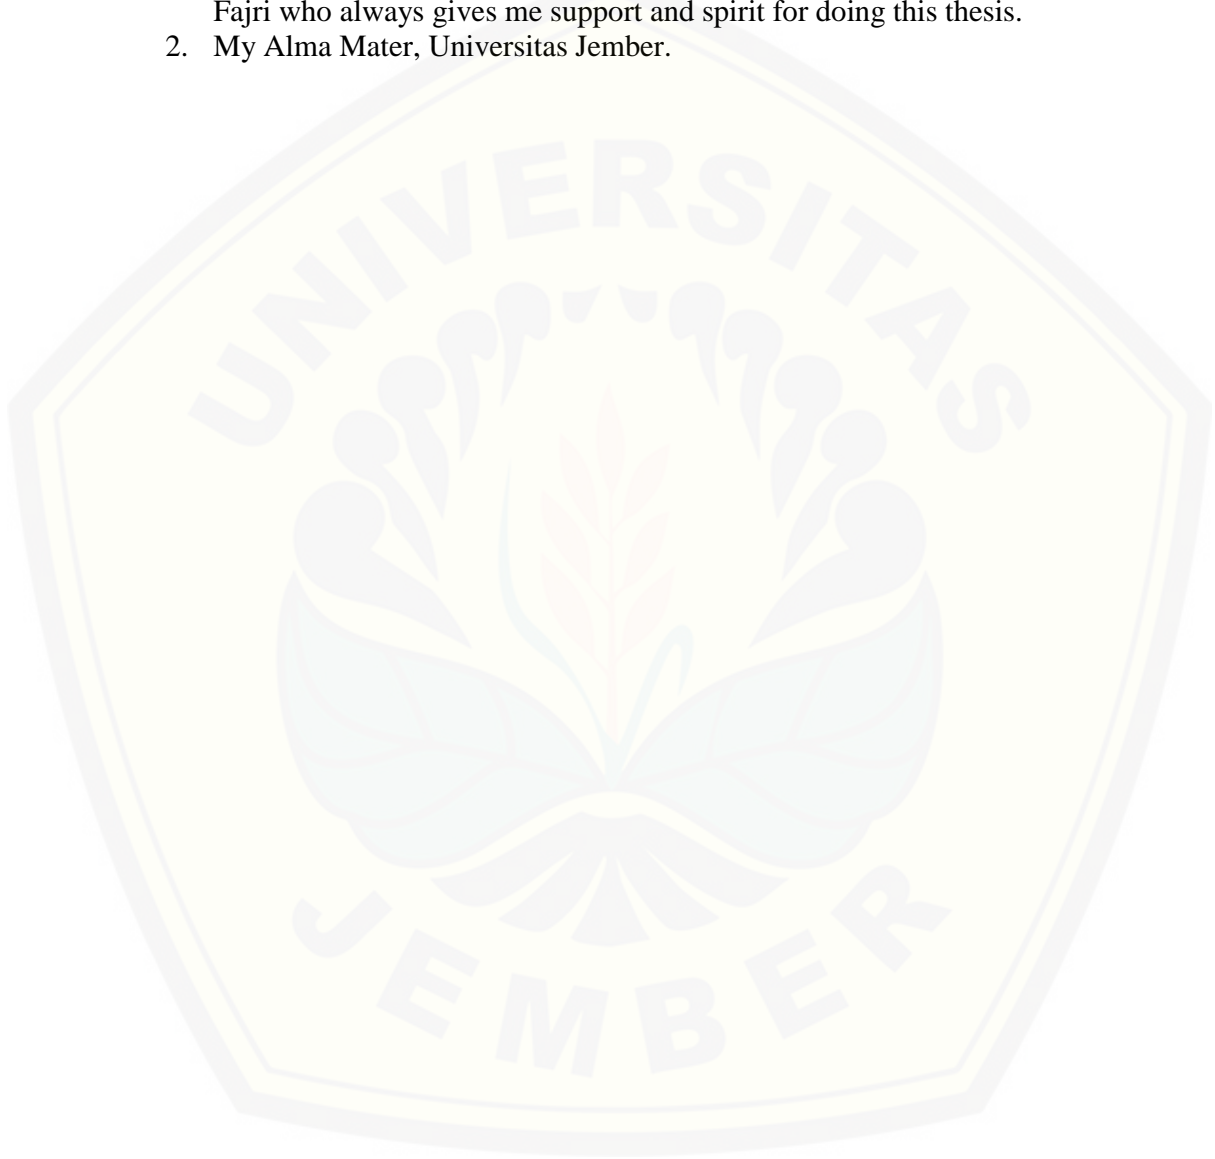 Fajri who always gives me support and spirit for doing this thesis.
2. My Alma Mater, Universitas Jember.
UNIVERSITAS
JEMBER